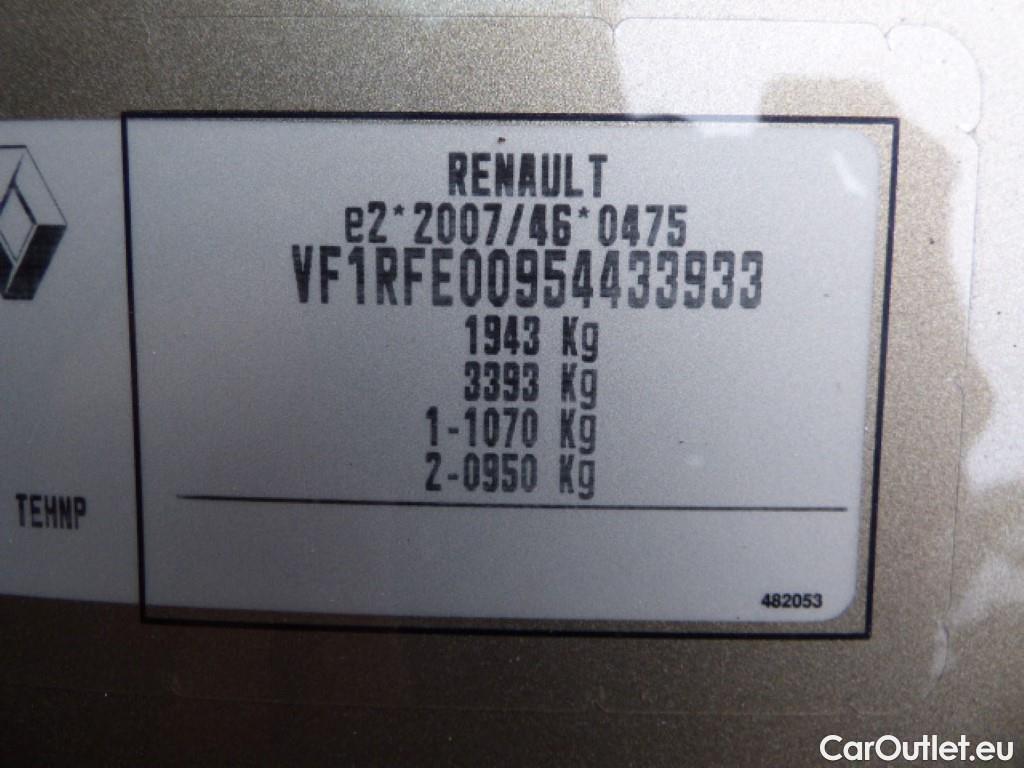 RENAULT
e2*2007/46*0475
VF1RFE00954433933
1943 Kg
3393 Kg
1-1070 Kg
2-0950 Kg
TEHNP
482053
CarOutlet.eu